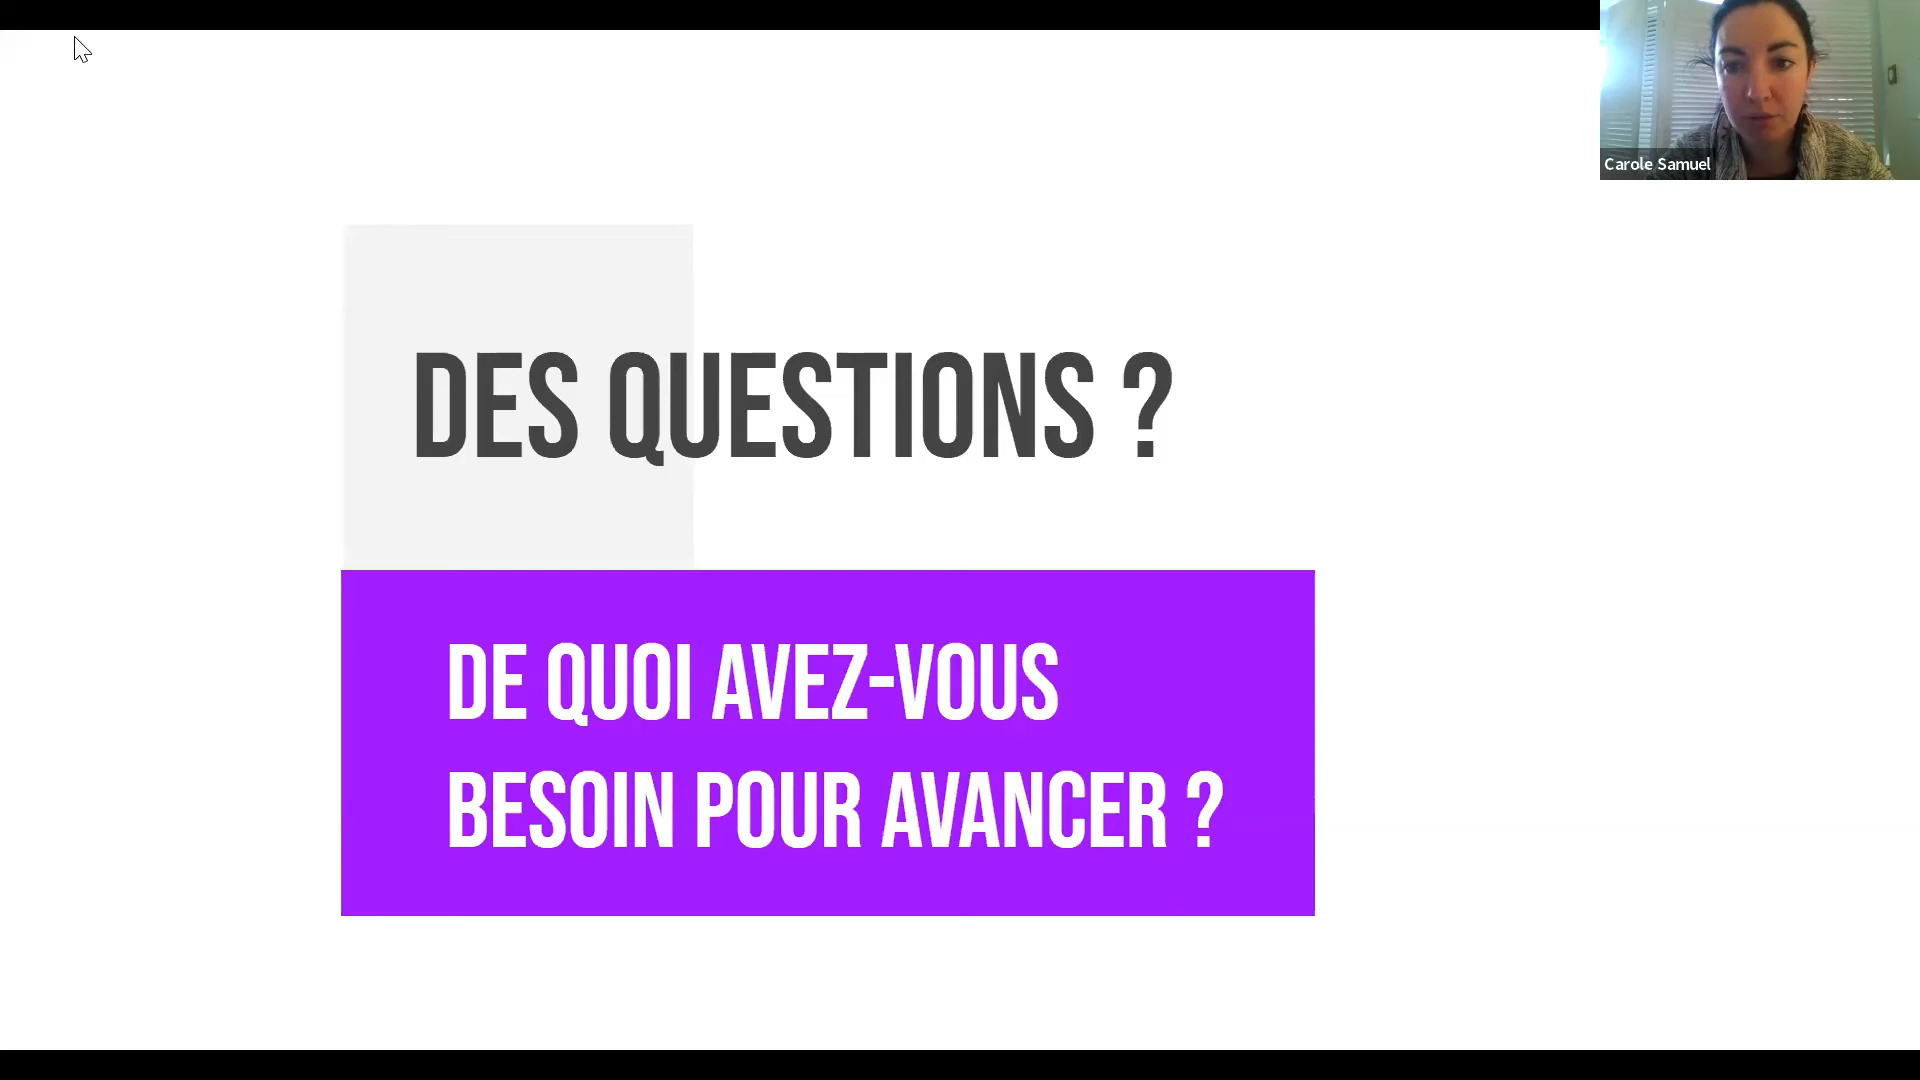 Carole Samuel
DES QUESTIONS ?
DE QUOI AVEZ-VOUS
BESOIN POUR AVANCER ?